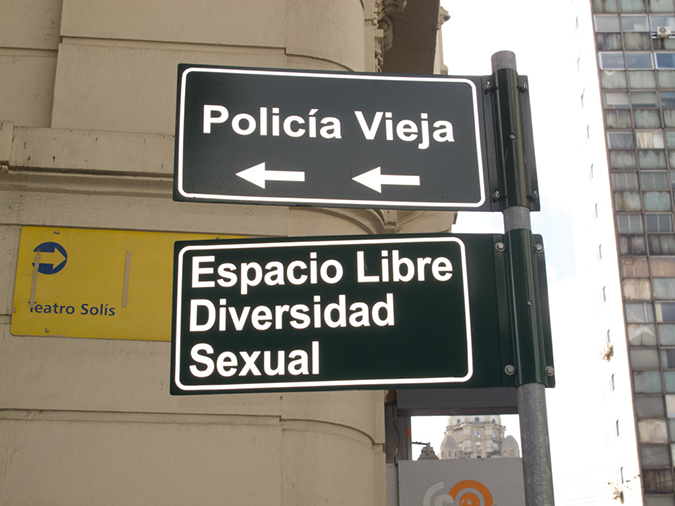 Policía Vieja
Espacio Libre
Diversidad
Sexual
Teatro Solís